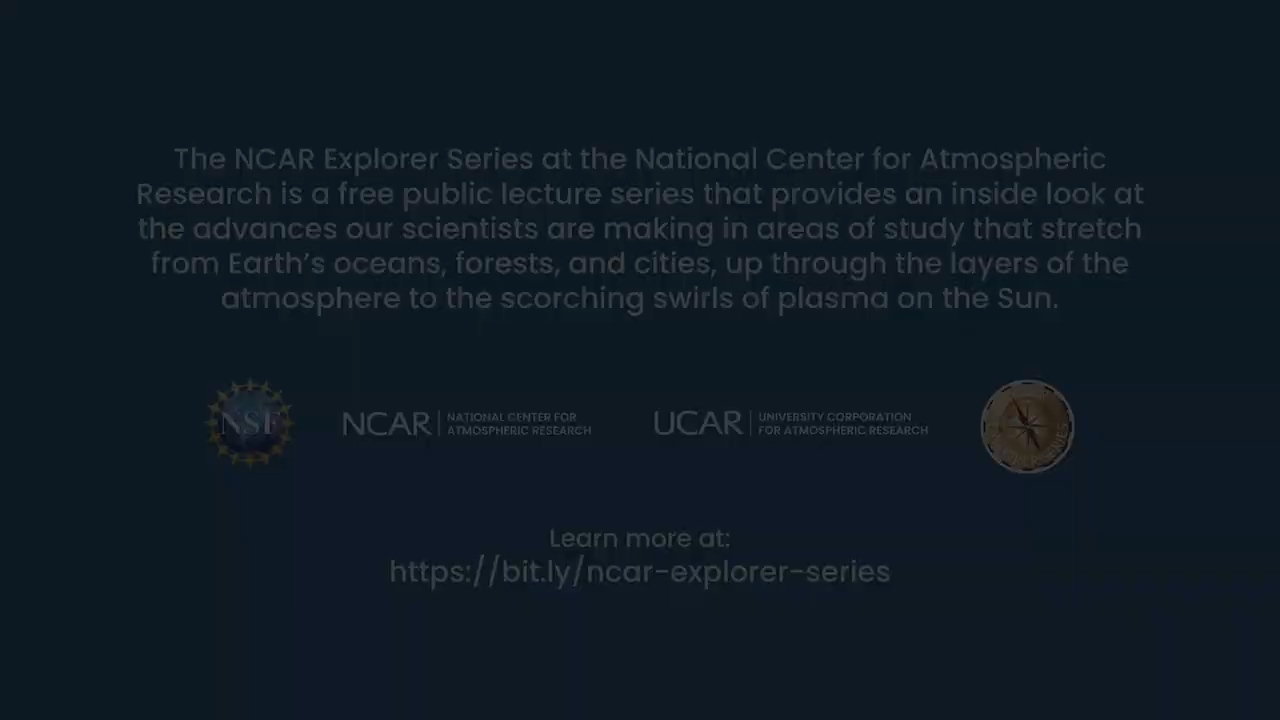 The NCAR Explorer Series at the National Center for Atmospheric
Research is a free public lecture series that provides an inside look at
the advances our scientists are making in areas of study that stretch
from Earth's oceans, forests, and cities, up through the layers of the
atmosphere to the scorching swirls of plasma on the Sun.
NSF
NCAR | NATIONAL CENTER FOR
ATMOSPHERIC RESEARCH
UCAR | UNIVERSITY CORPORATION
FOR ATMOSPHERIC RESEARCH
Learn more at:
https://bit.ly/ncar-explorer-series